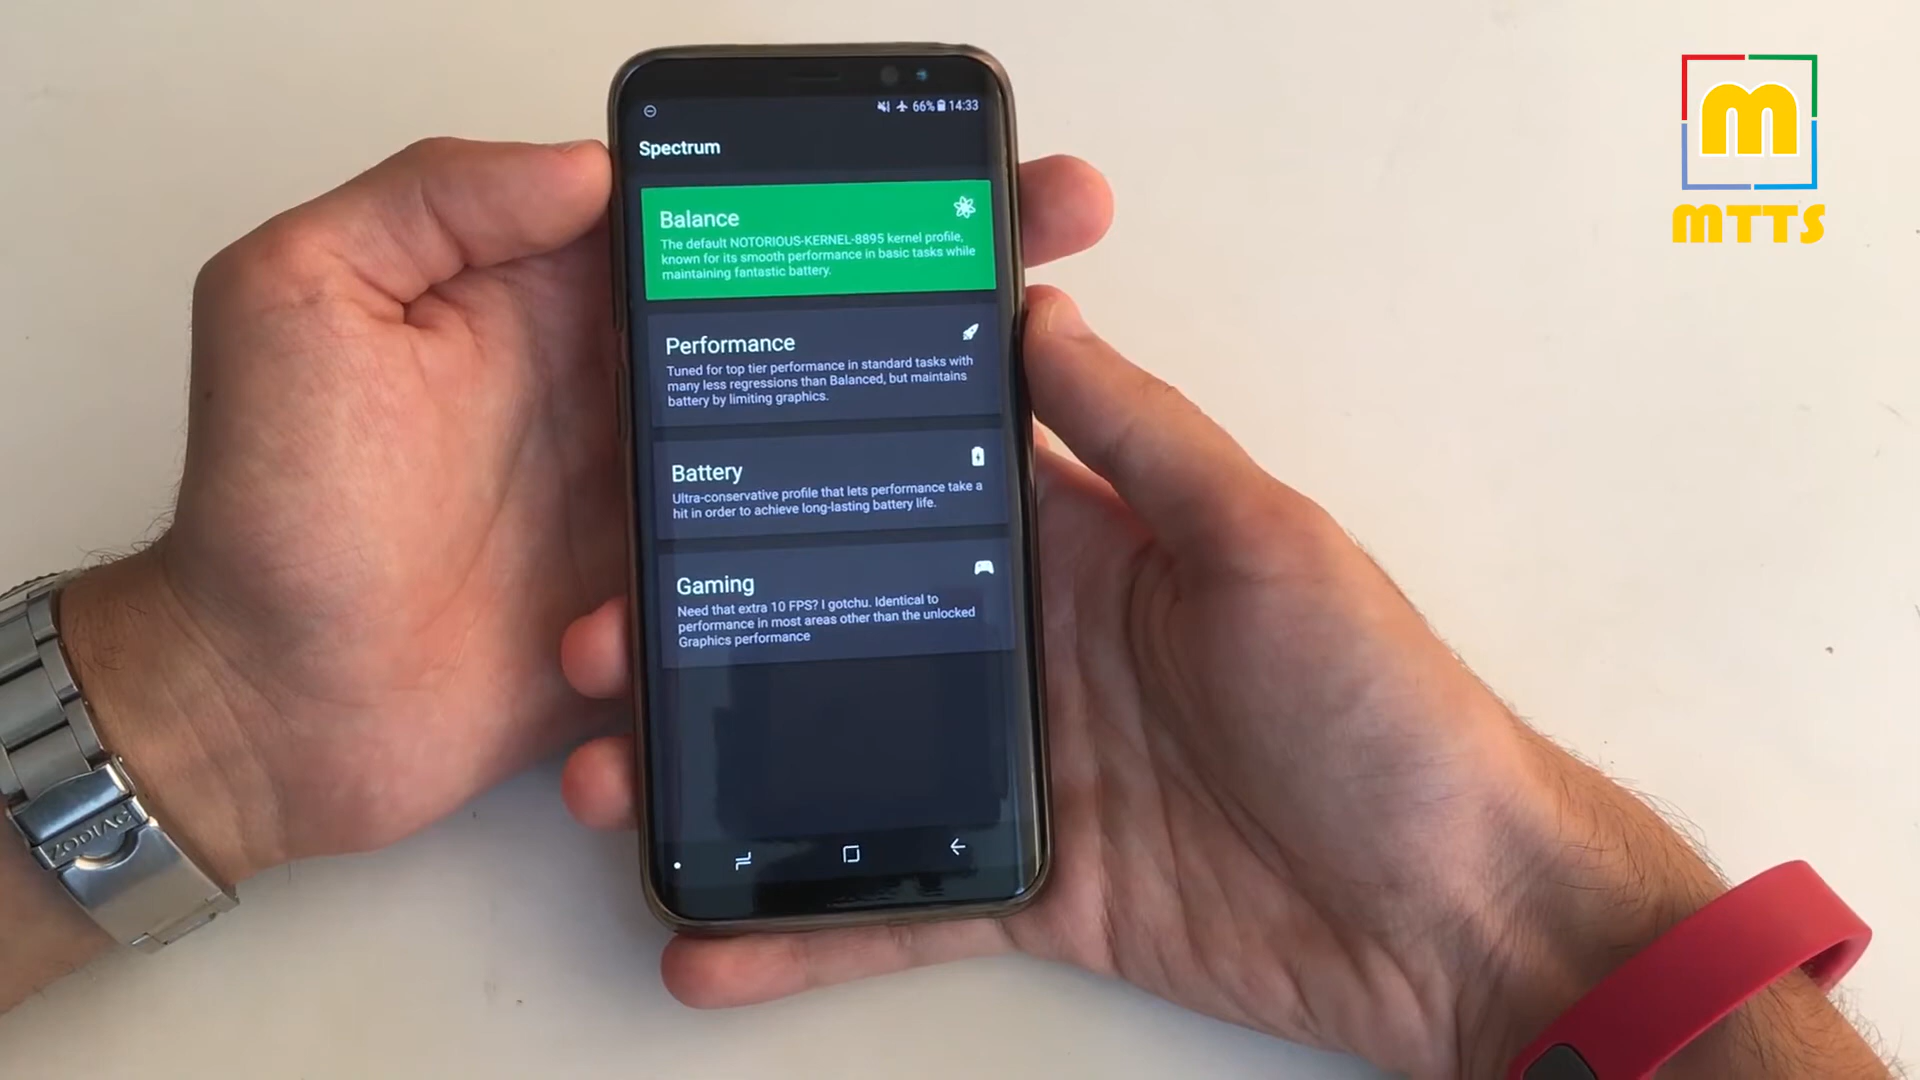 66% 14:33
Spectrum
Balance
The default NOTORIOUS-KERNEL-8895 kernel profile,
known for its smooth performance in basic tasks while
maintaining fantastic battery.
Performance
Tuned for top tier performance in standard tasks with
many less regressions than Balanced, but maintains
battery by limiting graphics.
Battery
Ultra-conservative profile that lets performance take a
hit in order to achieve long-lasting battery life.
Gaming
Need that extra 10 FPS? I gotchu. Identical to
performance in most areas other than the unlocked
Graphics performance
M
MTTS